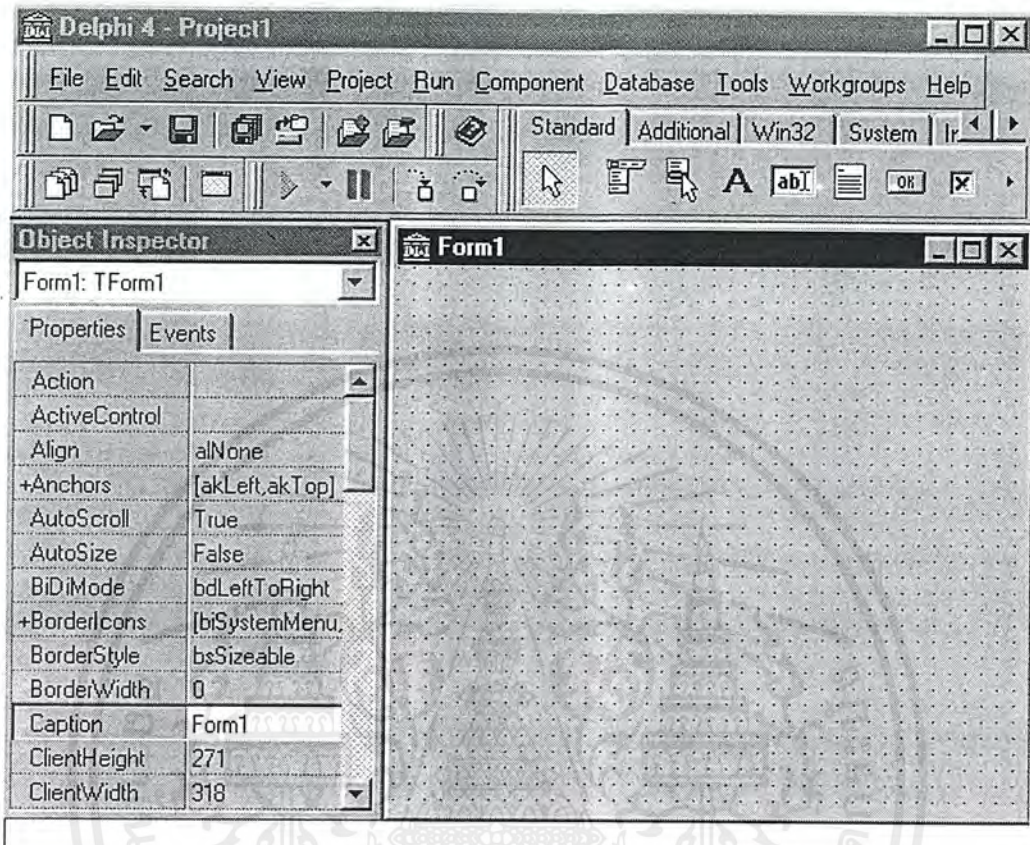 Delphi 4 - Project1
File Edit Search View Project Run Component Database Tools Workgroups Help
Standard Additional Win32 System
A ab OK
Object Inspector
Form1
Form1: TForm1
Properties Events
Action
ActiveControl
Align alNone
+Anchors [akLeft,akTop]
AutoScroll True
AutoSize False
BiDiMode bdLeftToRight
+BorderIcons [biSystemMenu,
BorderStyle bsSizeable
BorderWidth 0
Caption Form1
ClientHeight 271
ClientWidth 318